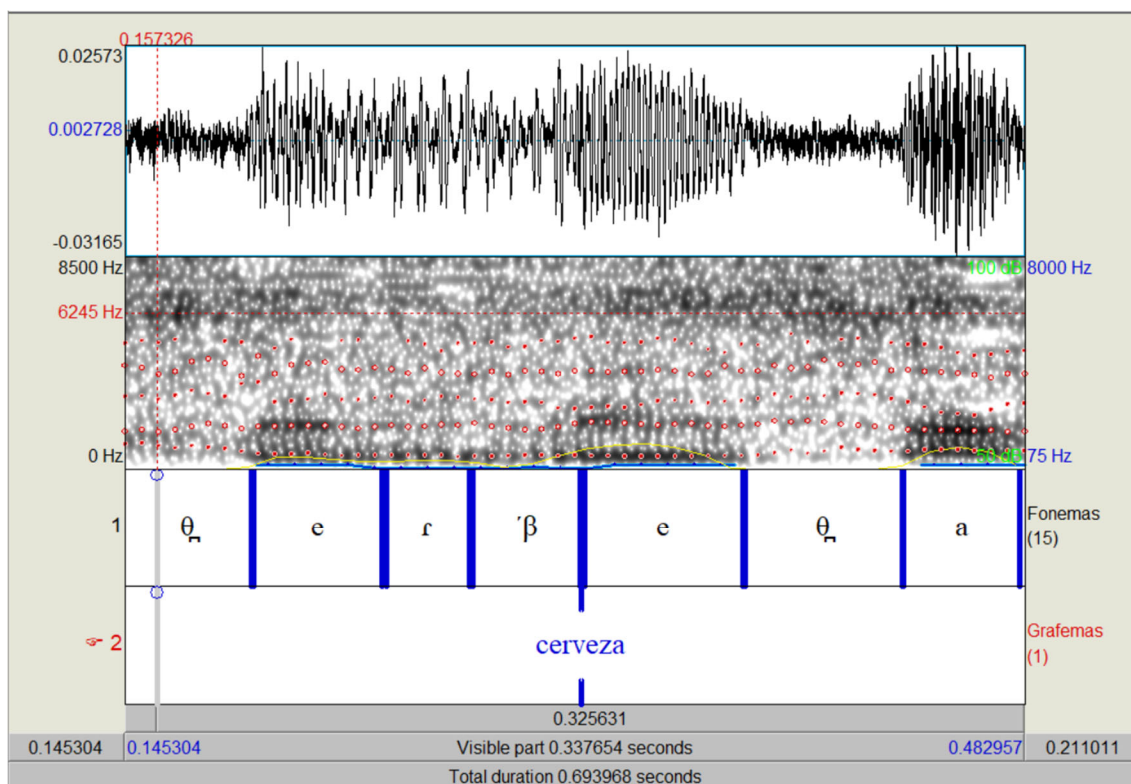 0.157326
0.02573
0.002728
-0.03165
8500 Hz
100 dB
8000 Hz
6245 Hz
0 Hz
50 dB
75 Hz
1
θ̪ e ɾ ˈβ e θ̪ a
Fonemas
(15)
2
cerveza
Grafemas
(1)
0.325631
0.145304 0.145304 Visible part 0.337654 seconds 0.482957 0.211011
Total duration 0.693968 seconds